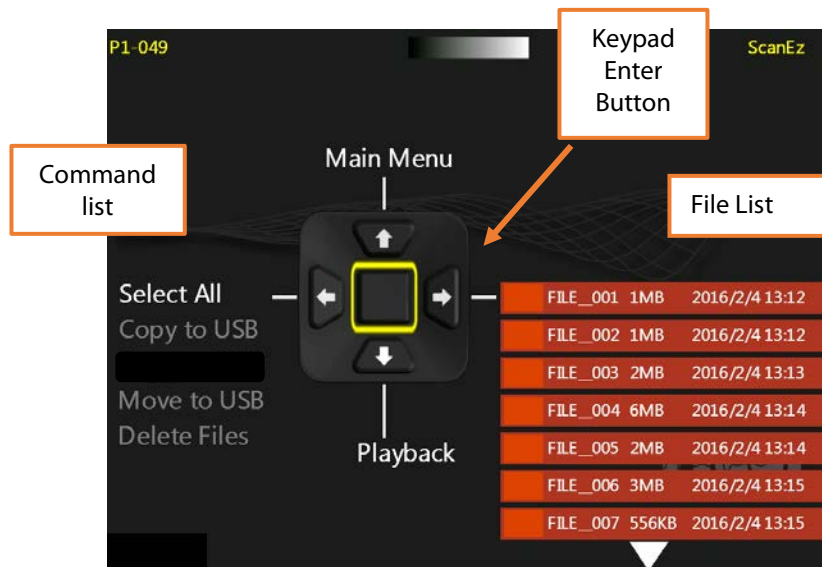 P1-049
ScanEz
Keypad
Enter
Button
Command
list
Main Menu
File List
Select All
Copy to USB
Move to USB
Delete Files
Playback
FILE_001 1MB 2016/2/4 13:12
FILE_002 1MB 2016/2/4 13:12
FILE_003 2MB 2016/2/4 13:13
FILE_004 6MB 2016/2/4 13:14
FILE_005 2MB 2016/2/4 13:14
FILE_006 3MB 2016/2/4 13:15
FILE_007 556KB 2016/2/4 13:15